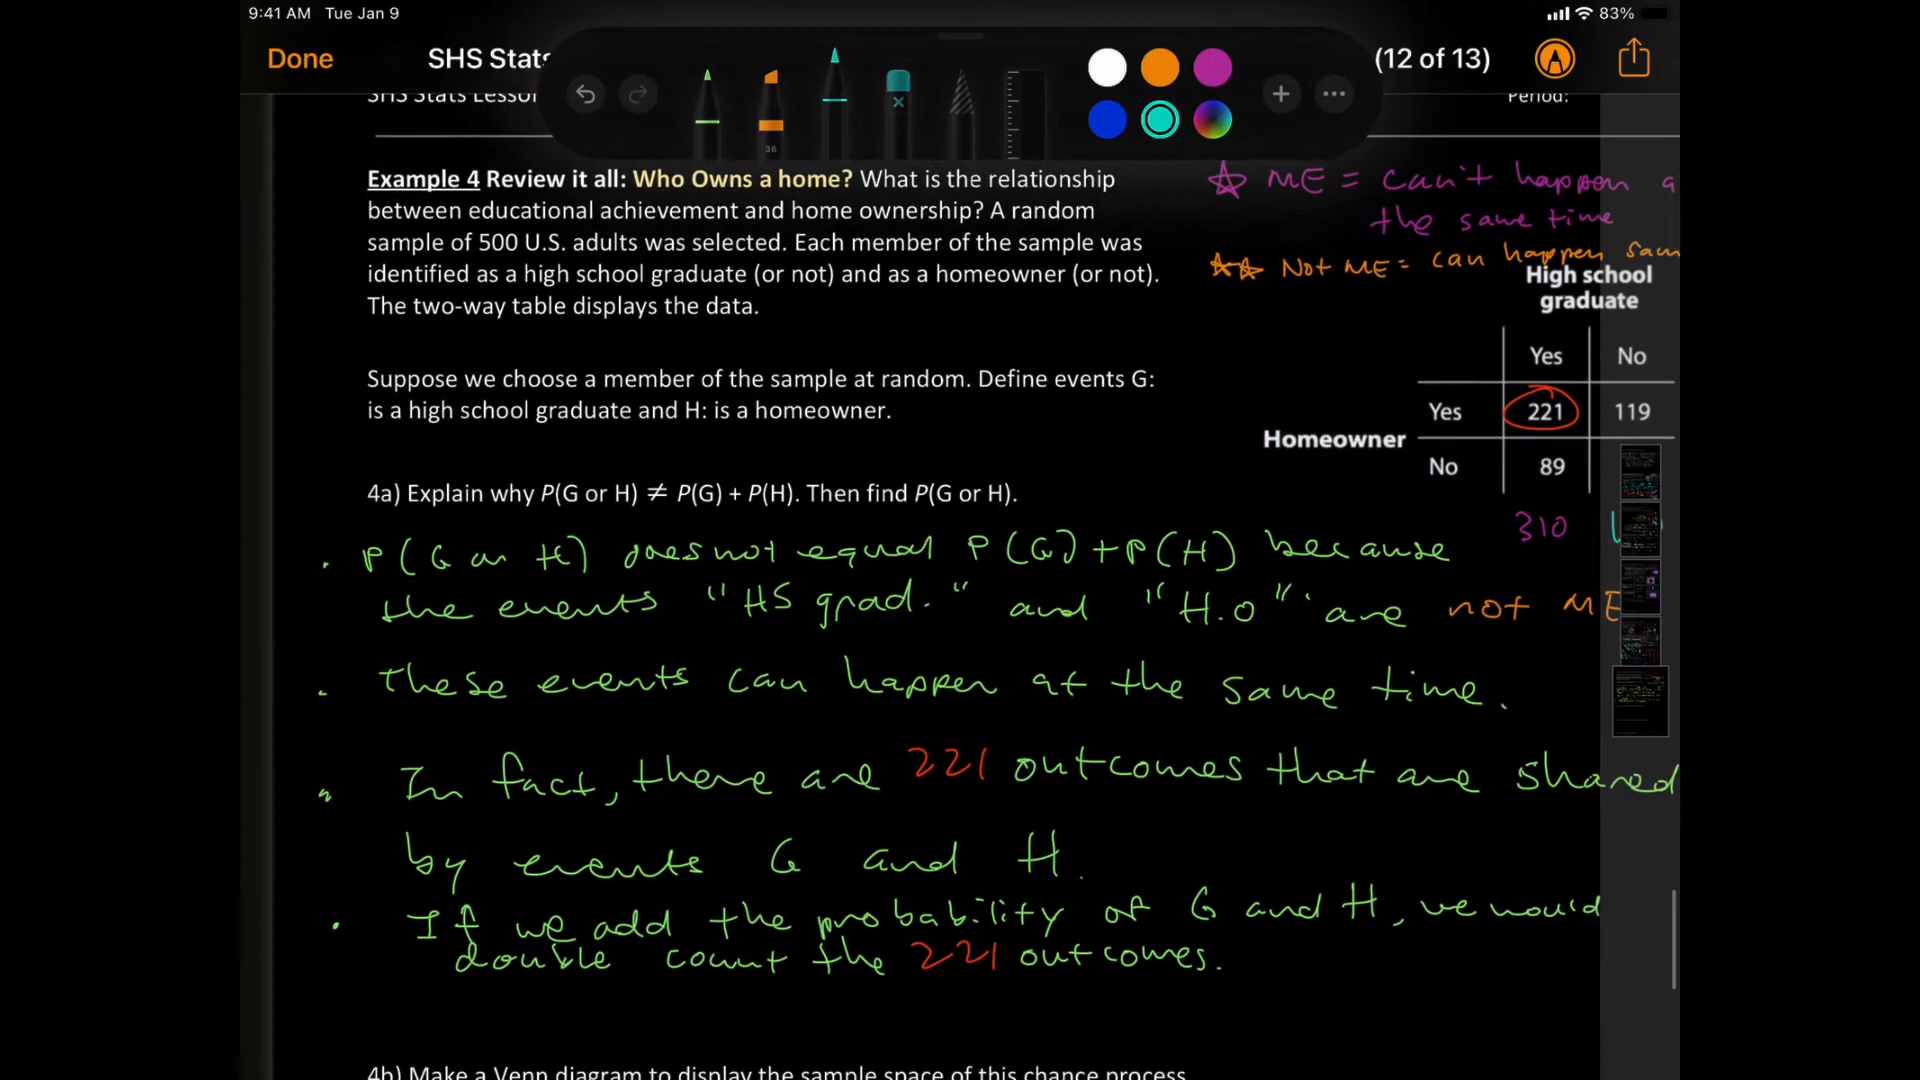 9:41 AM Tue Jan 9
83%
Done
SHS Stats
(12 of 13)
36
SHS Stats Lesson
Period:
Example 4 Review it all: Who Owns a home? What is the relationship
between educational achievement and home ownership? A random
sample of 500 U.S. adults was selected. Each member of the sample was
identified as a high school graduate (or not) and as a homeowner (or not).
The two-way table displays the data.
ME = can't happen a
the same time
Not ME = can happen sam
High school
graduate
Yes No
Yes 221 119
Homeowner
No 89
310
Suppose we choose a member of the sample at random. Define events G:
is a high school graduate and H: is a homeowner.
4a) Explain why P(G or H) ≠ P(G) + P(H). Then find P(G or H).
P(G or H) does not equal P(G)+P(H) because
the events "HS grad." and "H.O". are not ME
these events can happen at the same time.
In fact, there are 221 outcomes that are shared
by events G and H.
If we add the probability of G and H, we would
double count the 221 outcomes.
4b) Make a Venn diagram to display the sample space of this chance process